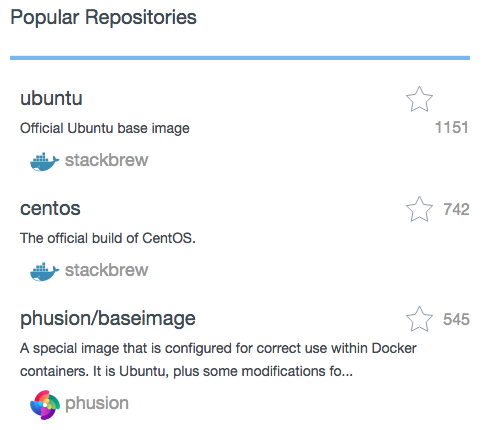 Popular Repositories
ubuntu
1151
Official Ubuntu base image
stackbrew
centos
742
The official build of CentOS.
stackbrew
phusion/baseimage
545
A special image that is configured for correct use within Docker
containers. It is Ubuntu, plus some modifications fo...
phusion